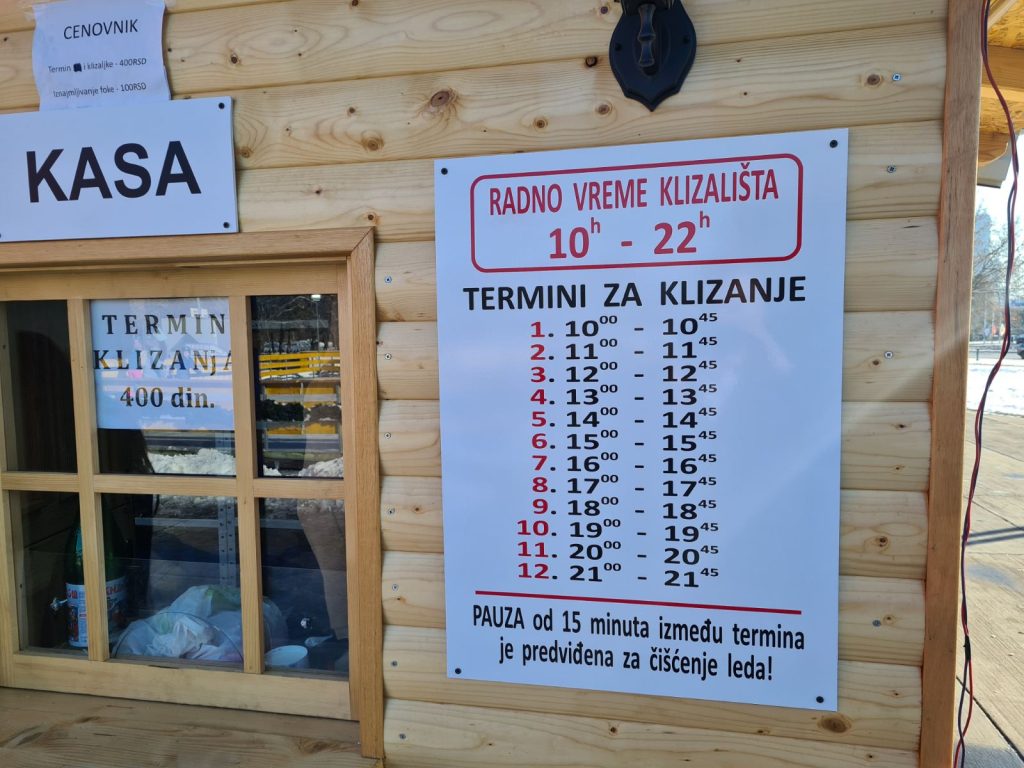 CENOVNIK
Termin i klizaljke - 400RSD
Iznajmljivanje foke - 100RSD
KASA
TERMIN
KLIZANJA
400 din.
RADNO VREME KLIZALIŠTA
10h - 22h
TERMINI ZA KLIZANJE
1. 10⁰⁰ - 10⁴⁵
2. 11⁰⁰ - 11⁴⁵
3. 12⁰⁰ - 12⁴⁵
4. 13⁰⁰ - 13⁴⁵
5. 14⁰⁰ - 14⁴⁵
6. 15⁰⁰ - 15⁴⁵
7. 16⁰⁰ - 16⁴⁵
8. 17⁰⁰ - 17⁴⁵
9. 18⁰⁰ - 18⁴⁵
10. 19⁰⁰ - 19⁴⁵
11. 20⁰⁰ - 20⁴⁵
12. 21⁰⁰ - 21⁴⁵
PAUZA od 15 minuta između termina
je predviđena za čišćenje leda!